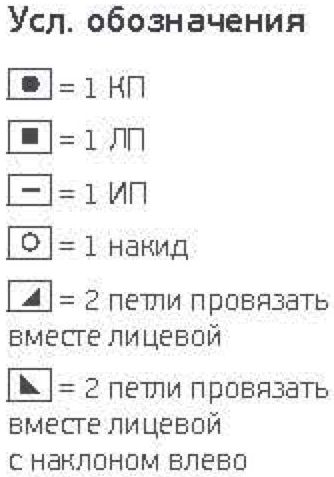 Усл. обозначения
= 1 КП
= 1 ЛП
= 1 ИП
= 1 накид
= 2 петли провязать
вместе лицевой
= 2 петли провязать
вместе лицевой
с наклоном влево